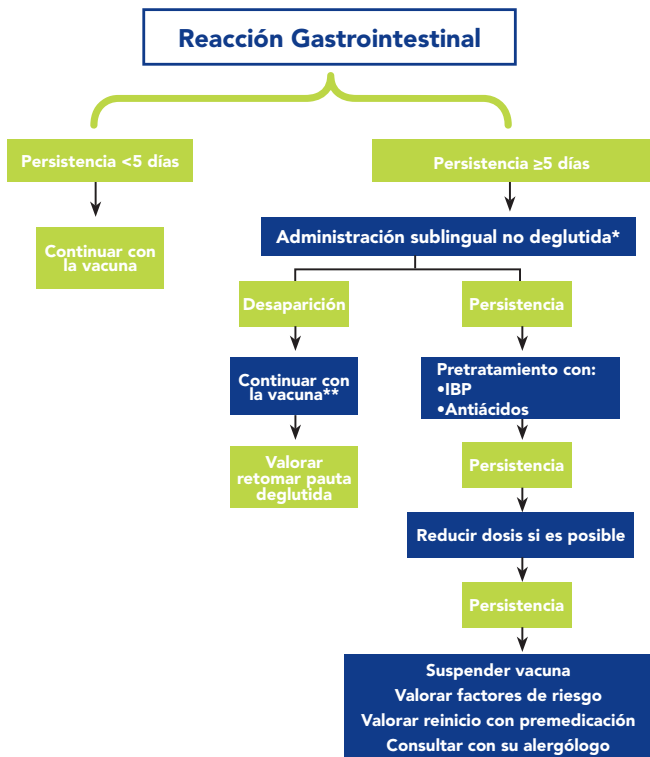 Reacción Gastrointestinal
Persistencia <5 días
Persistencia ≥5 días
Continuar con
la vacuna
Administración sublingual no deglutida*
Desaparición
Persistencia
Continuar con
la vacuna**
Pretratamiento con:
•IBP
•Antiácidos
Valorar
retomar pauta
deglutida
Persistencia
Reducir dosis si es posible
Persistencia
Suspender vacuna
Valorar factores de riesgo
Valorar reinicio con premedicación
Consultar con su alergólogo